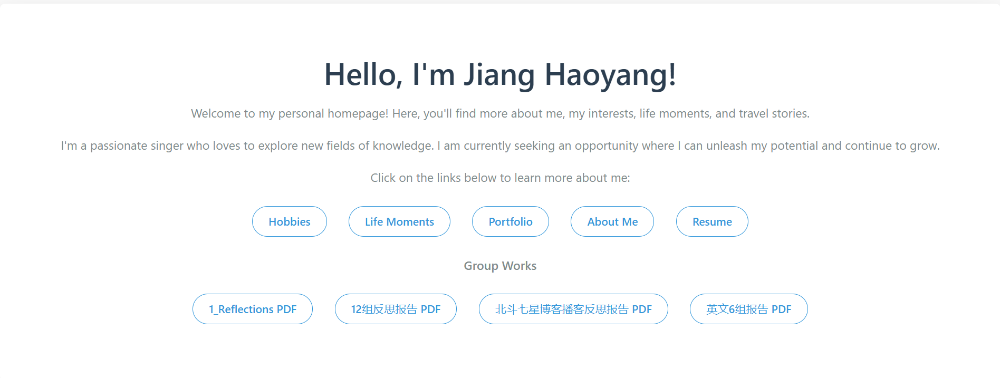 Hello, I'm Jiang Haoyang!
Welcome to my personal homepage! Here, you'll find more about me, my interests, life moments, and travel stories.
I'm a passionate singer who loves to explore new fields of knowledge. I am currently seeking an opportunity where I can unleash my potential and continue to grow.
Click on the links below to learn more about me:
Hobbies Life Moments Portfolio About Me Resume
Group Works
1_Reflections PDF 12组反思报告 PDF 北斗七星博客播客反思报告 PDF 英文6组报告 PDF